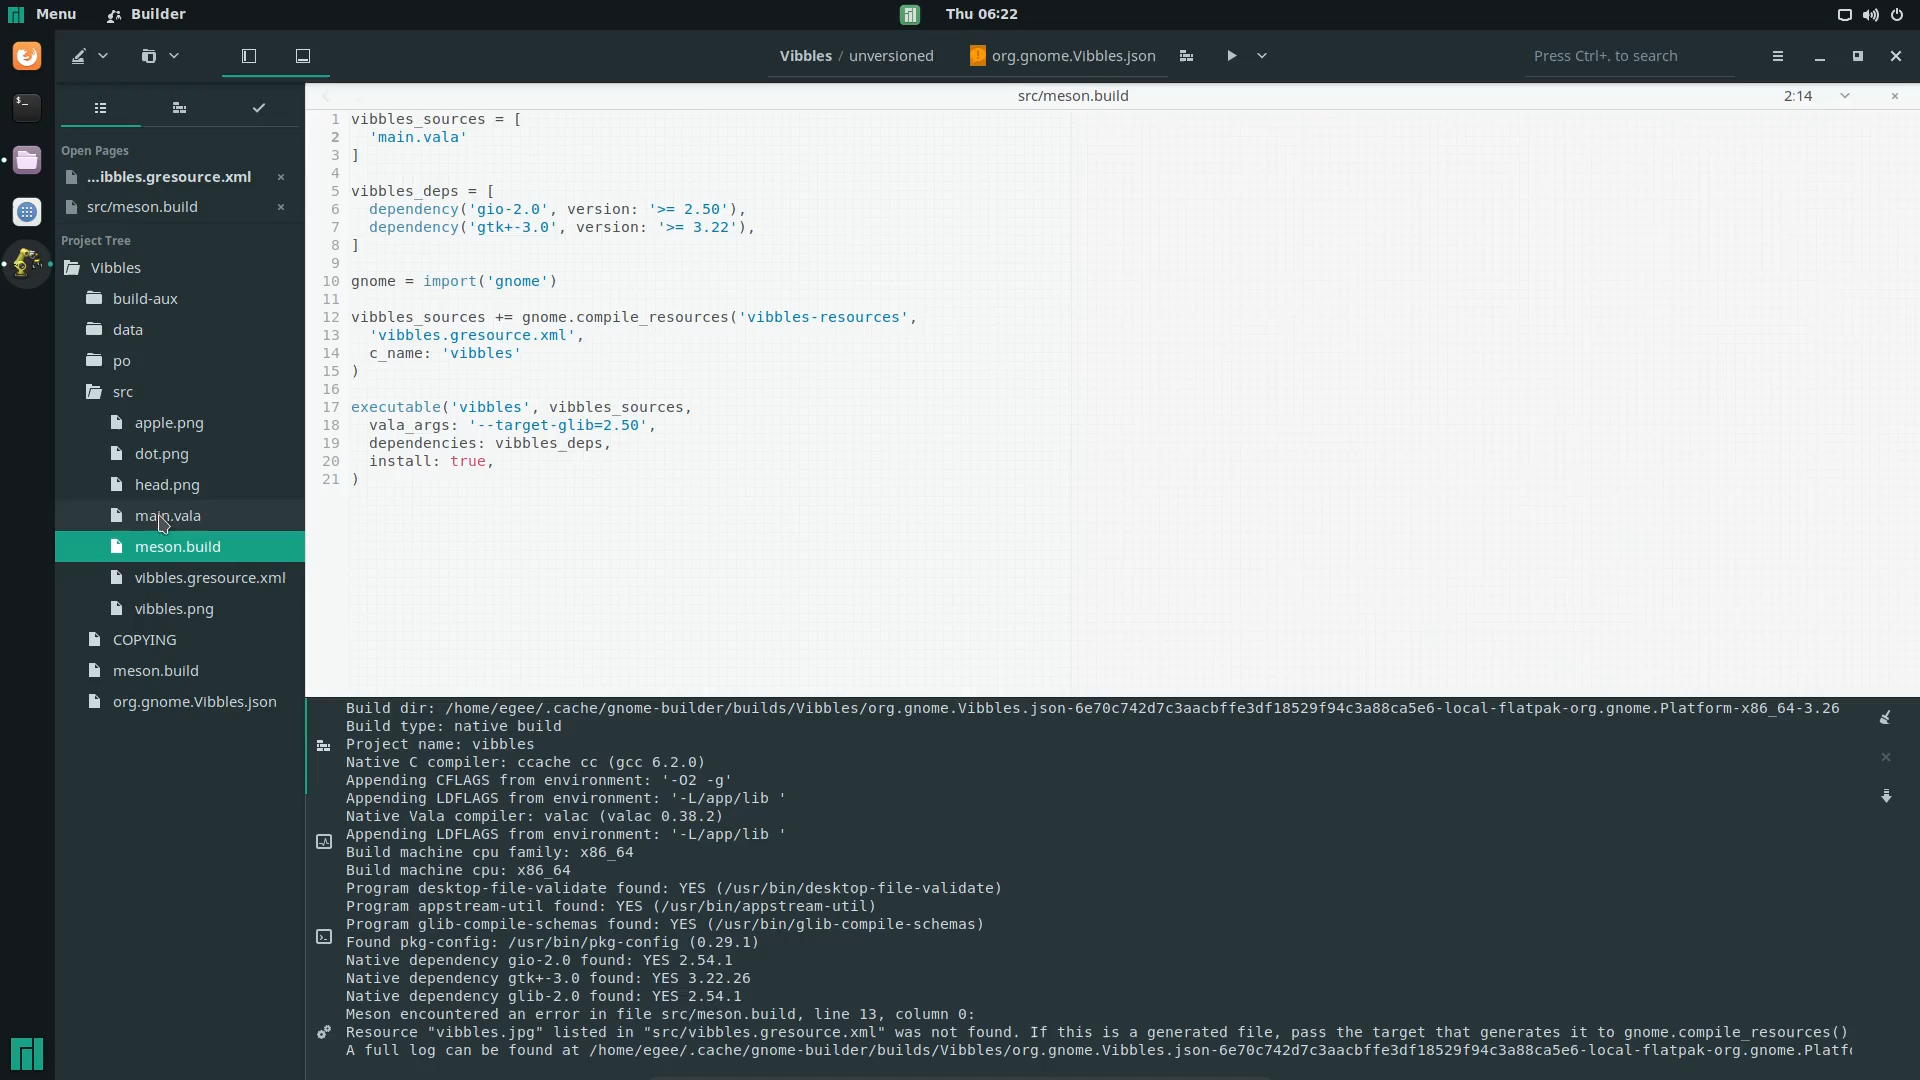 Menu
Builder
Thu 06:22
Vibbles / unversioned
org.gnome.Vibbles.json
Press Ctrl+. to search
Open Pages
...ibbles.gresource.xml
src/meson.build
Project Tree
Vibbles
build-aux
data
po
src
apple.png
dot.png
head.png
main.vala
meson.build
vibbles.gresource.xml
vibbles.png
COPYING
meson.build
org.gnome.Vibbles.json
src/meson.build
2:14
1 vibbles_sources = [
2   'main.vala'
3 ]
4
5 vibbles_deps = [
6   dependency('gio-2.0', version: '>= 2.50'),
7   dependency('gtk+-3.0', version: '>= 3.22'),
8 ]
9
10 gnome = import('gnome')
11
12 vibbles_sources += gnome.compile_resources('vibbles-resources',
13   'vibbles.gresource.xml',
14   c_name: 'vibbles'
15 )
16
17 executable('vibbles', vibbles_sources,
18   vala_args: '--target-glib=2.50',
19   dependencies: vibbles_deps,
20   install: true,
21 )
Build dir: /home/egee/.cache/gnome-builder/builds/Vibbles/org.gnome.Vibbles.json-6e70c742d7c3aacbffe3df18529f94c3a88ca5e6-local-flatpak-org.gnome.Platform-x86_64-3.26
Build type: native build
Project name: vibbles
Native C compiler: ccache cc (gcc 6.2.0)
Appending CFLAGS from environment: '-O2 -g'
Appending LDFLAGS from environment: '-L/app/lib '
Native Vala compiler: valac (valac 0.38.2)
Appending LDFLAGS from environment: '-L/app/lib '
Build machine cpu family: x86_64
Build machine cpu: x86_64
Program desktop-file-validate found: YES (/usr/bin/desktop-file-validate)
Program appstream-util found: YES (/usr/bin/appstream-util)
Program glib-compile-schemas found: YES (/usr/bin/glib-compile-schemas)
Found pkg-config: /usr/bin/pkg-config (0.29.1)
Native dependency gio-2.0 found: YES 2.54.1
Native dependency gtk+-3.0 found: YES 3.22.26
Native dependency glib-2.0 found: YES 2.54.1
Meson encountered an error in file src/meson.build, line 13, column 0:
Resource "vibbles.jpg" listed in "src/vibbles.gresource.xml" was not found. If this is a generated file, pass the target that generates it to gnome.compile_resources()
A full log can be found at /home/egee/.cache/gnome-builder/builds/Vibbles/org.gnome.Vibbles.json-6e70c742d7c3aacbffe3df18529f94c3a88ca5e6-local-flatpak-org.gnome.Platf